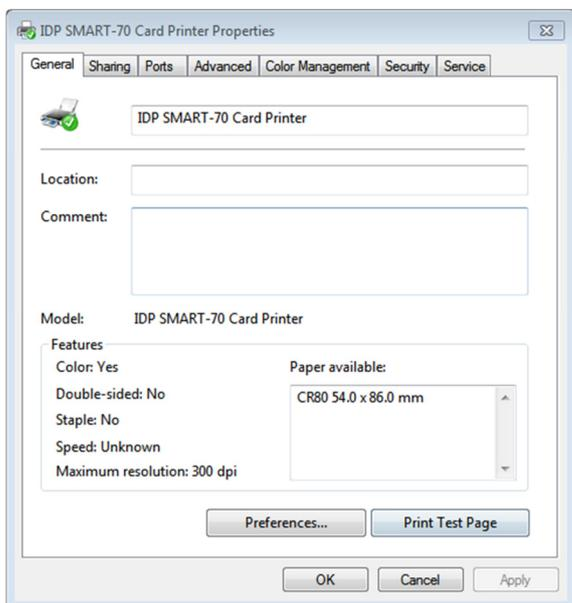 IDP SMART-70 Card Printer Properties
General Sharing Ports Advanced Color Management Security Service
IDP SMART-70 Card Printer
Location:
Comment:
Model: IDP SMART-70 Card Printer
Features
Color: Yes Paper available:
Double-sided: No CR80 54.0 x 86.0 mm
Staple: No
Speed: Unknown
Maximum resolution: 300 dpi
Preferences... Print Test Page
OK Cancel Apply